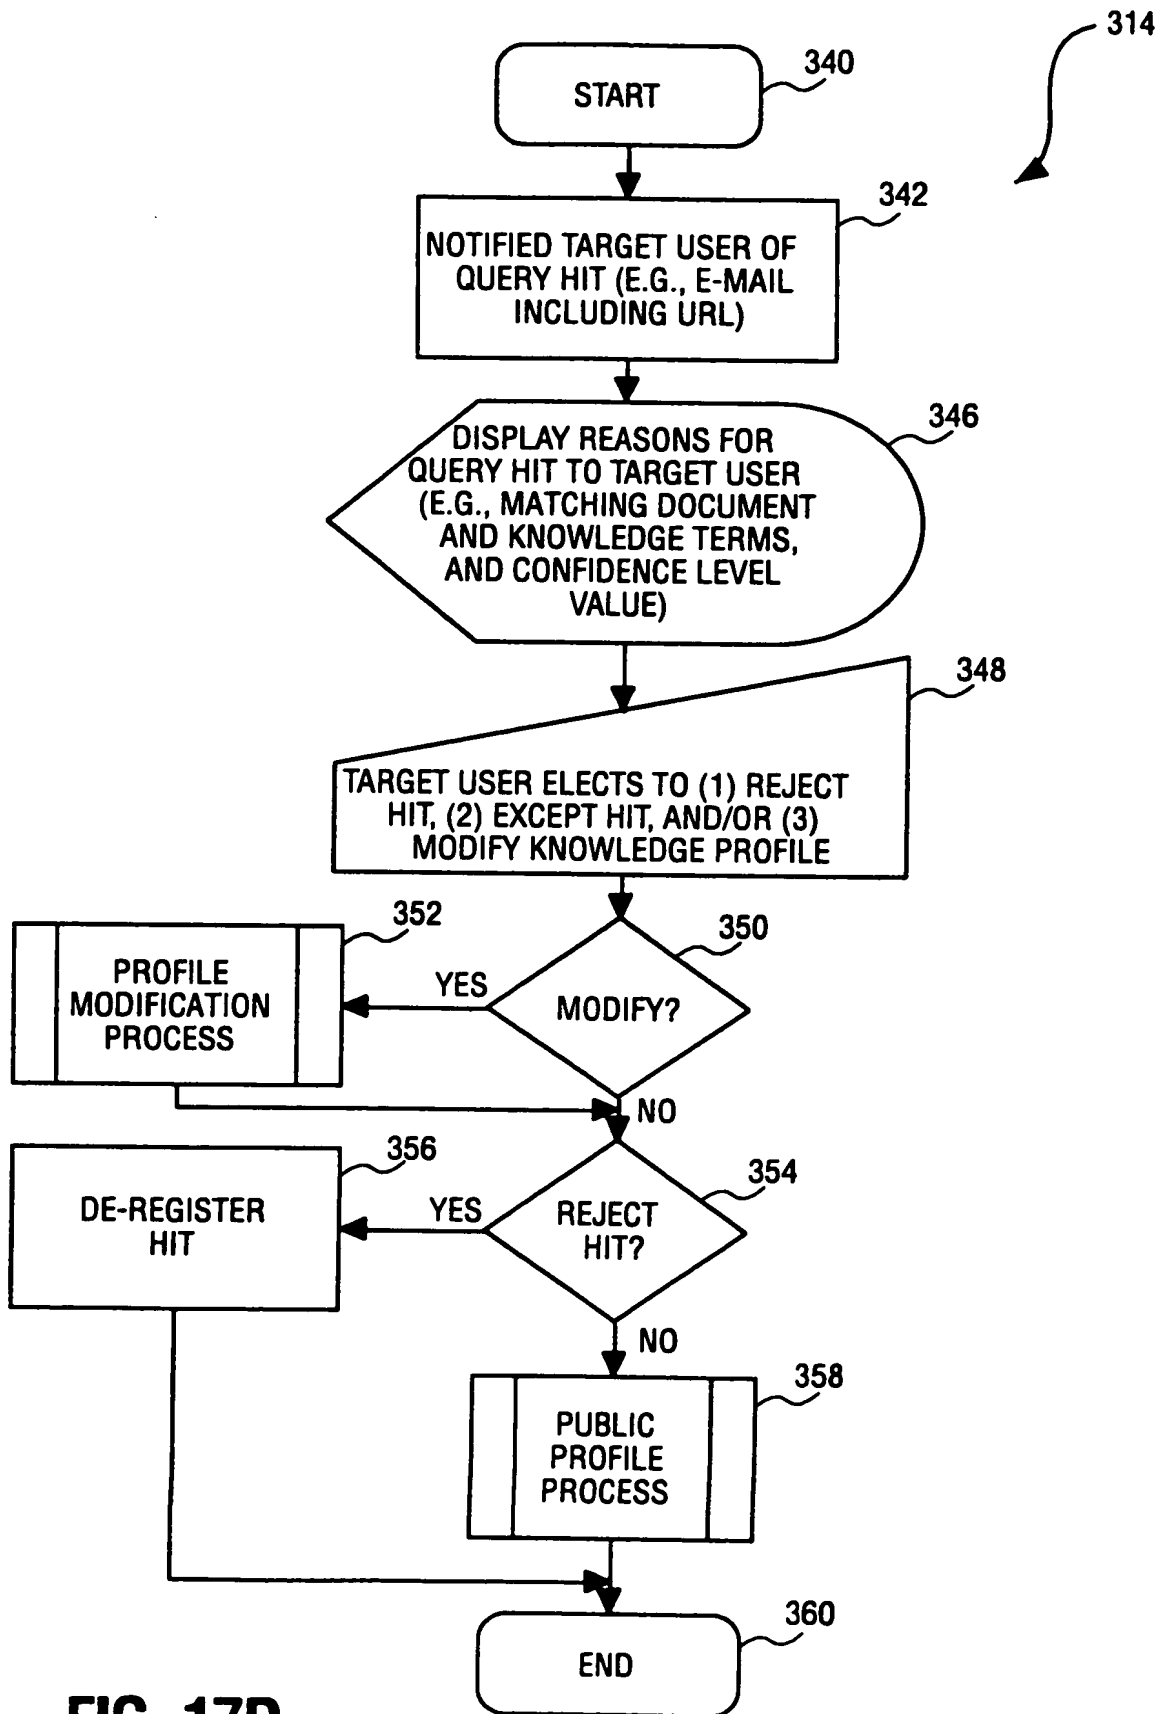 314
340
START
342
NOTIFIED TARGET USER OF
QUERY HIT (E.G., E-MAIL
INCLUDING URL)
346
DISPLAY REASONS FOR
QUERY HIT TO TARGET USER
(E.G., MATCHING DOCUMENT
AND KNOWLEDGE TERMS,
AND CONFIDENCE LEVEL
VALUE)
348
TARGET USER ELECTS TO (1) REJECT
HIT, (2) EXCEPT HIT, AND/OR (3)
MODIFY KNOWLEDGE PROFILE
352
PROFILE
MODIFICATION
PROCESS
YES
350
MODIFY?
NO
356
DE-REGISTER
HIT
YES
354
REJECT
HIT?
NO
358
PUBLIC
PROFILE
PROCESS
360
END
FIG.